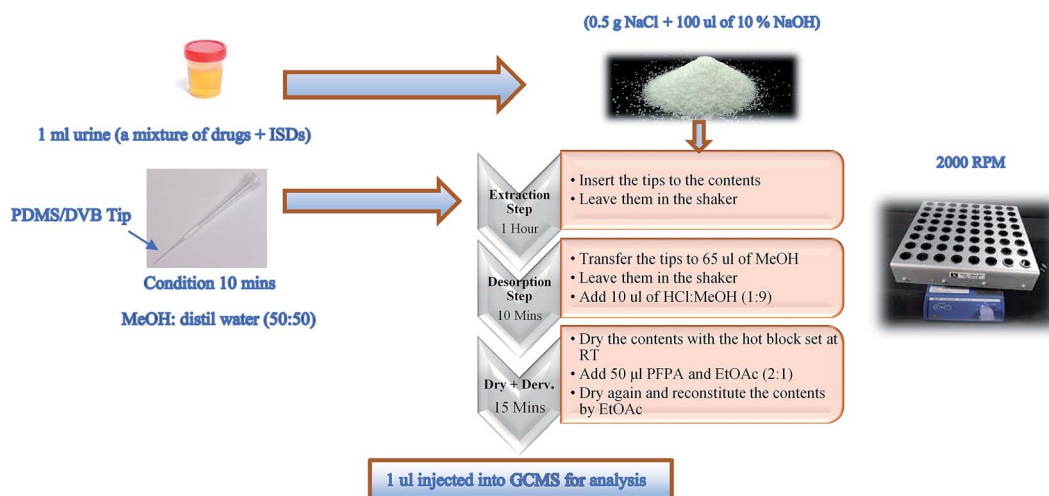 (0.5 g NaCl + 100 ul of 10 % NaOH)
1 ml urine (a mixture of drugs + ISDs)
2000 RPM
PDMS/DVB Tip
Condition 10 mins
MeOH: distil water (50:50)
Extraction
Step
1 Hour
• Insert the tips to the contents
• Leave them in the shaker
Desorption
Step
10 Mins
• Transfer the tips to 65 ul of MeOH
• Leave them in the shaker
• Add 10 ul of HCl:MeOH (1:9)
Dry + Derv.
15 Mins
• Dry the contents with the hot block set at
RT
• Add 50 µl PFPA and EtOAc (2:1)
• Dry again and reconstitute the contents
by EtOAc
1 ul injected into GCMS for analysis